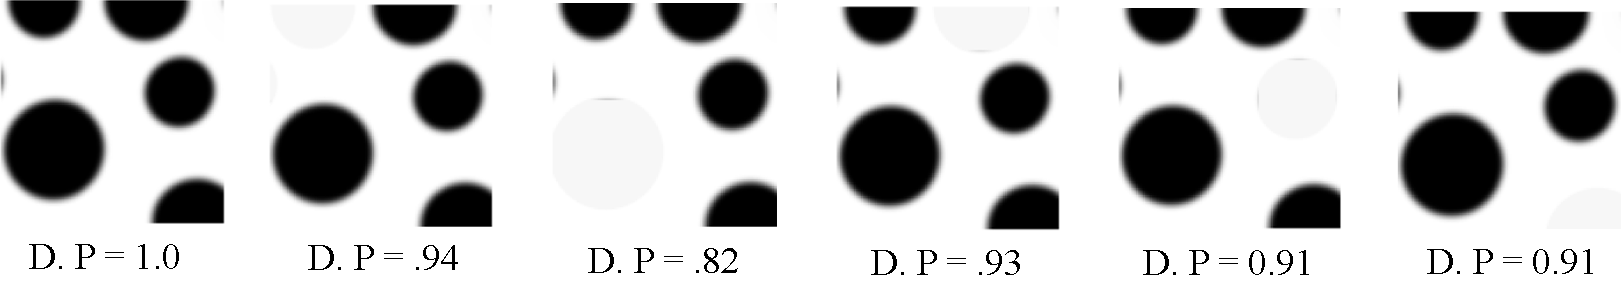 D. P = 1.0
D. P = .94
D. P = .82
D. P = .93
D. P = 0.91
D. P = 0.91